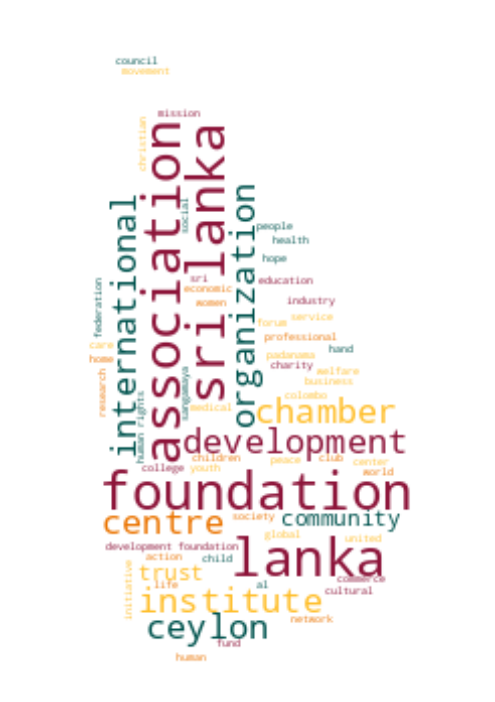 council
movement
mission
christian
association
sri lanka
social
international
organization
people
health
hope
sri
education
economic
federation
women
industry
service
forum
professional
care
home
padanama
hand
charity
research
sangamaya
welfare
business
human rights
medical
colombo
chamber
development
children
peace
club
center
college
youth
world
foundation
centre
society
community
global
united
development foundation
action
child
lanka
trust
life
al
commerce
initiative
cultural
institute
network
ceylon
fund
human